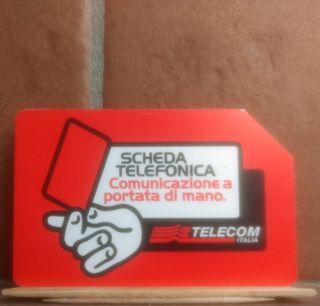 SCHEDA
TELEFONICA
Comunicazione a
portata di mano.
TELECOM
ITALIA